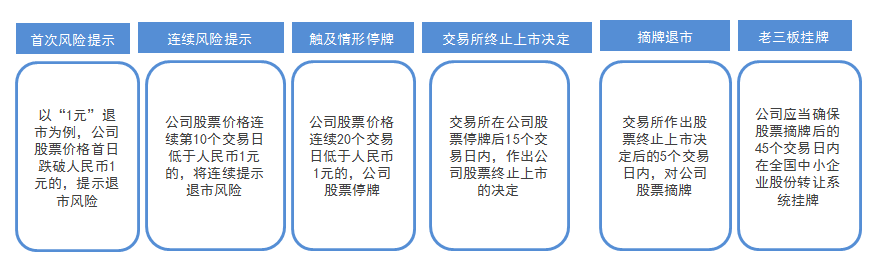 首次风险提示
连续风险提示
触及情形停牌
交易所终止上市决定
摘牌退市
老三板挂牌
以“1元”退
市为例，公司
股票价格首日
跌破人民币1
元的，提示退
市风险
公司股票价格连
续第10个交易日
低于人民币1元
的，将连续提示
退市风险
公司股票价格
连续20个交易
日低于人民币
1元的，公司
股票停牌
交易所在公司股
票停牌后15个交
易日内，作出公
司股票终止上市
的决定
交易所作出股
票终止上市决
定后的5个交易
日内，对公司
股票摘牌
公司应当确保
股票摘牌后的
45个交易日内
在全国中小企
业股份转让系
统挂牌